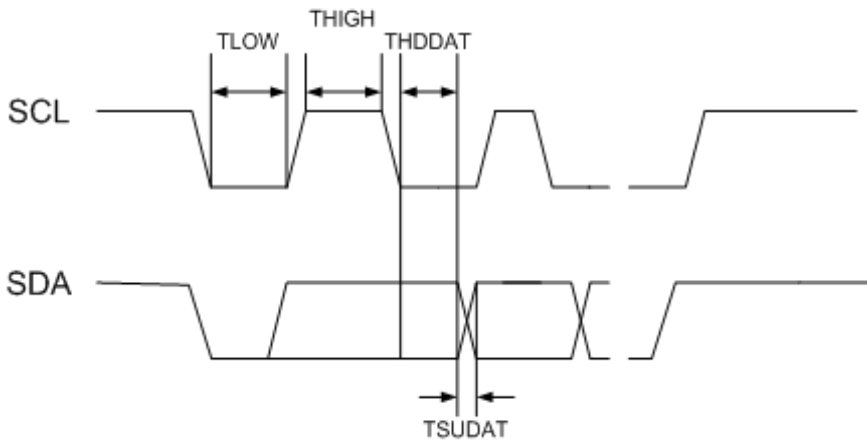 THIGH
TLOW
THDDAT
SCL
SDA
TSUDAT